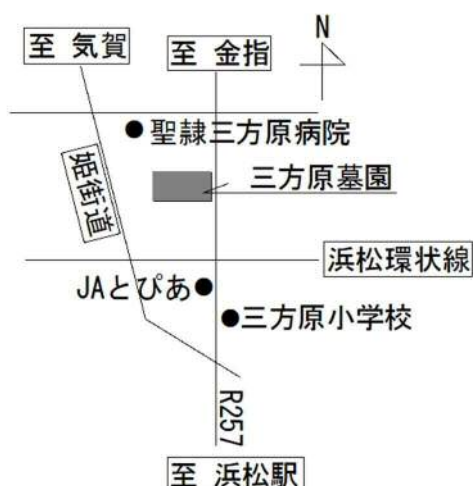 N
至 気賀
至 金指
聖隷三方原病院
姫街道
三方原墓園
浜松環状線
JAとぴあ
三方原小学校
R257
至 浜松駅